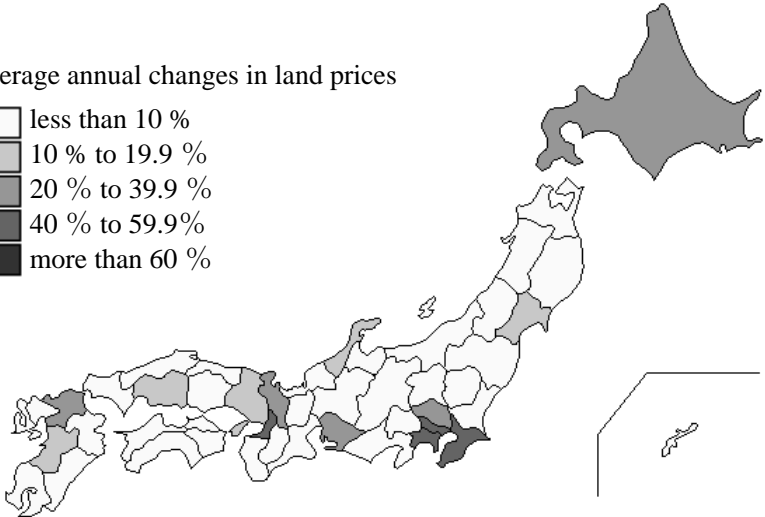 erage annual changes in land prices
less than 10 %
10 % to 19.9 %
20 % to 39.9 %
40 % to 59.9%
more than 60 %